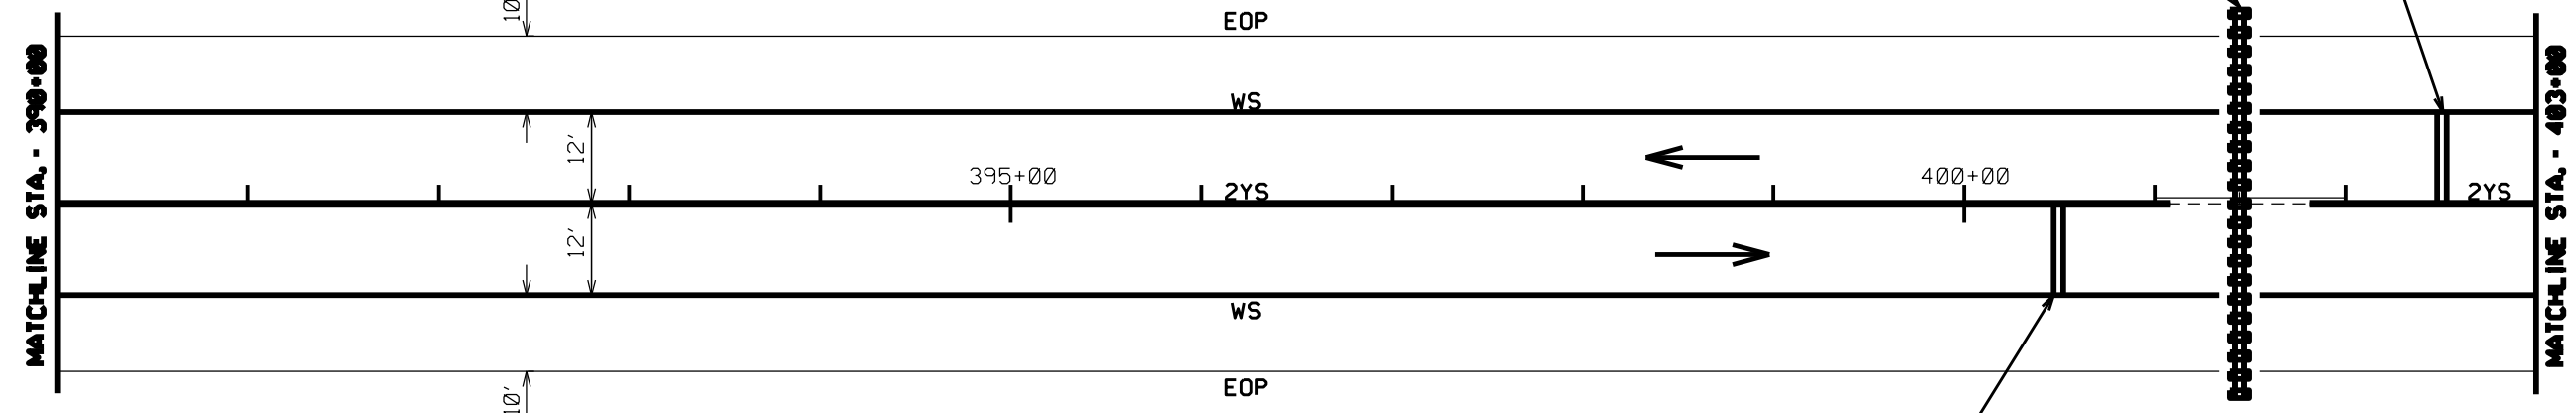 10'
EOP
MATCHLINE STA. - 390+00
WS
12'
395+00
400+00
2YS
2YS
12'
WS
EOP
10'
MATCHLINE STA. - 403+00